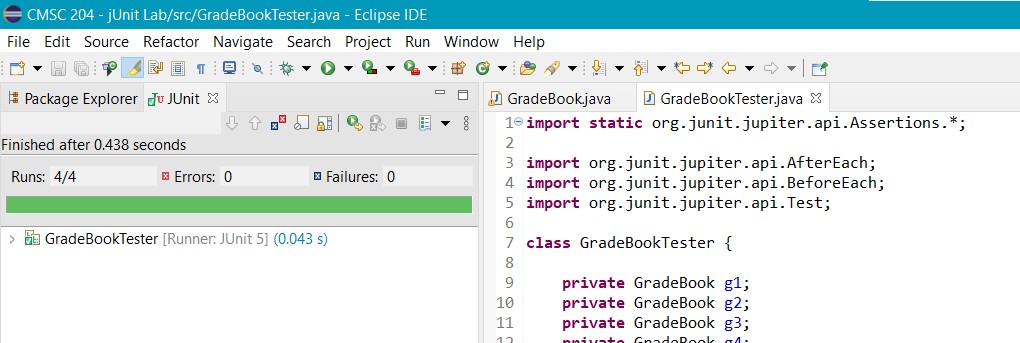 CMSC 204 - jUnit Lab/src/GradeBookTester.java - Eclipse IDE
File Edit Source Refactor Navigate Search Project Run Window Help
Package Explorer JUnit
Finished after 0.438 seconds
Runs: 4/4 Errors: 0 Failures: 0
GradeBookTester [Runner: JUnit 5] (0.043 s)
GradeBook.java GradeBookTester.java
1 import static org.junit.jupiter.api.Assertions.*;
2
3 import org.junit.jupiter.api.AfterEach;
4 import org.junit.jupiter.api.BeforeEach;
5 import org.junit.jupiter.api.Test;
6
7 class GradeBookTester {
8
9 private GradeBook g1;
10 private GradeBook g2;
11 private GradeBook g3;
12 private GradeBook g4;